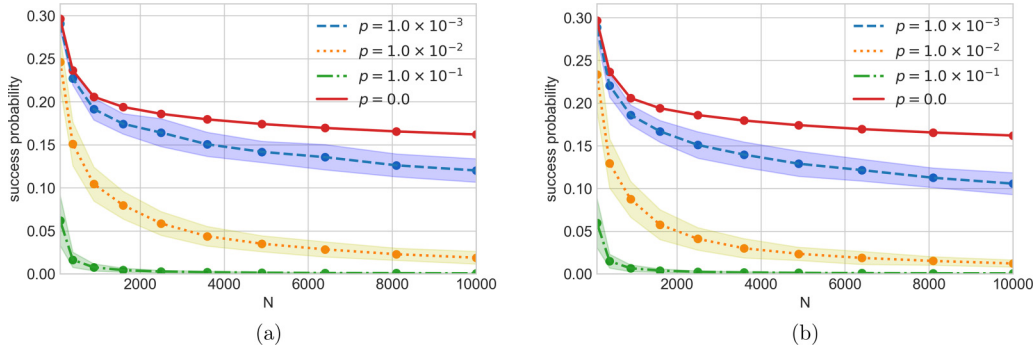 0.30
0.25
0.20
0.15
0.10
0.05
0.00
success probability
2000 4000 6000 8000 10000
N
p = 1.0 × 10⁻³
p = 1.0 × 10⁻²
p = 1.0 × 10⁻¹
p = 0.0
(a)
0.30
0.25
0.20
0.15
0.10
0.05
0.00
success probability
2000 4000 6000 8000 10000
N
p = 1.0 × 10⁻³
p = 1.0 × 10⁻²
p = 1.0 × 10⁻¹
p = 0.0
(b)